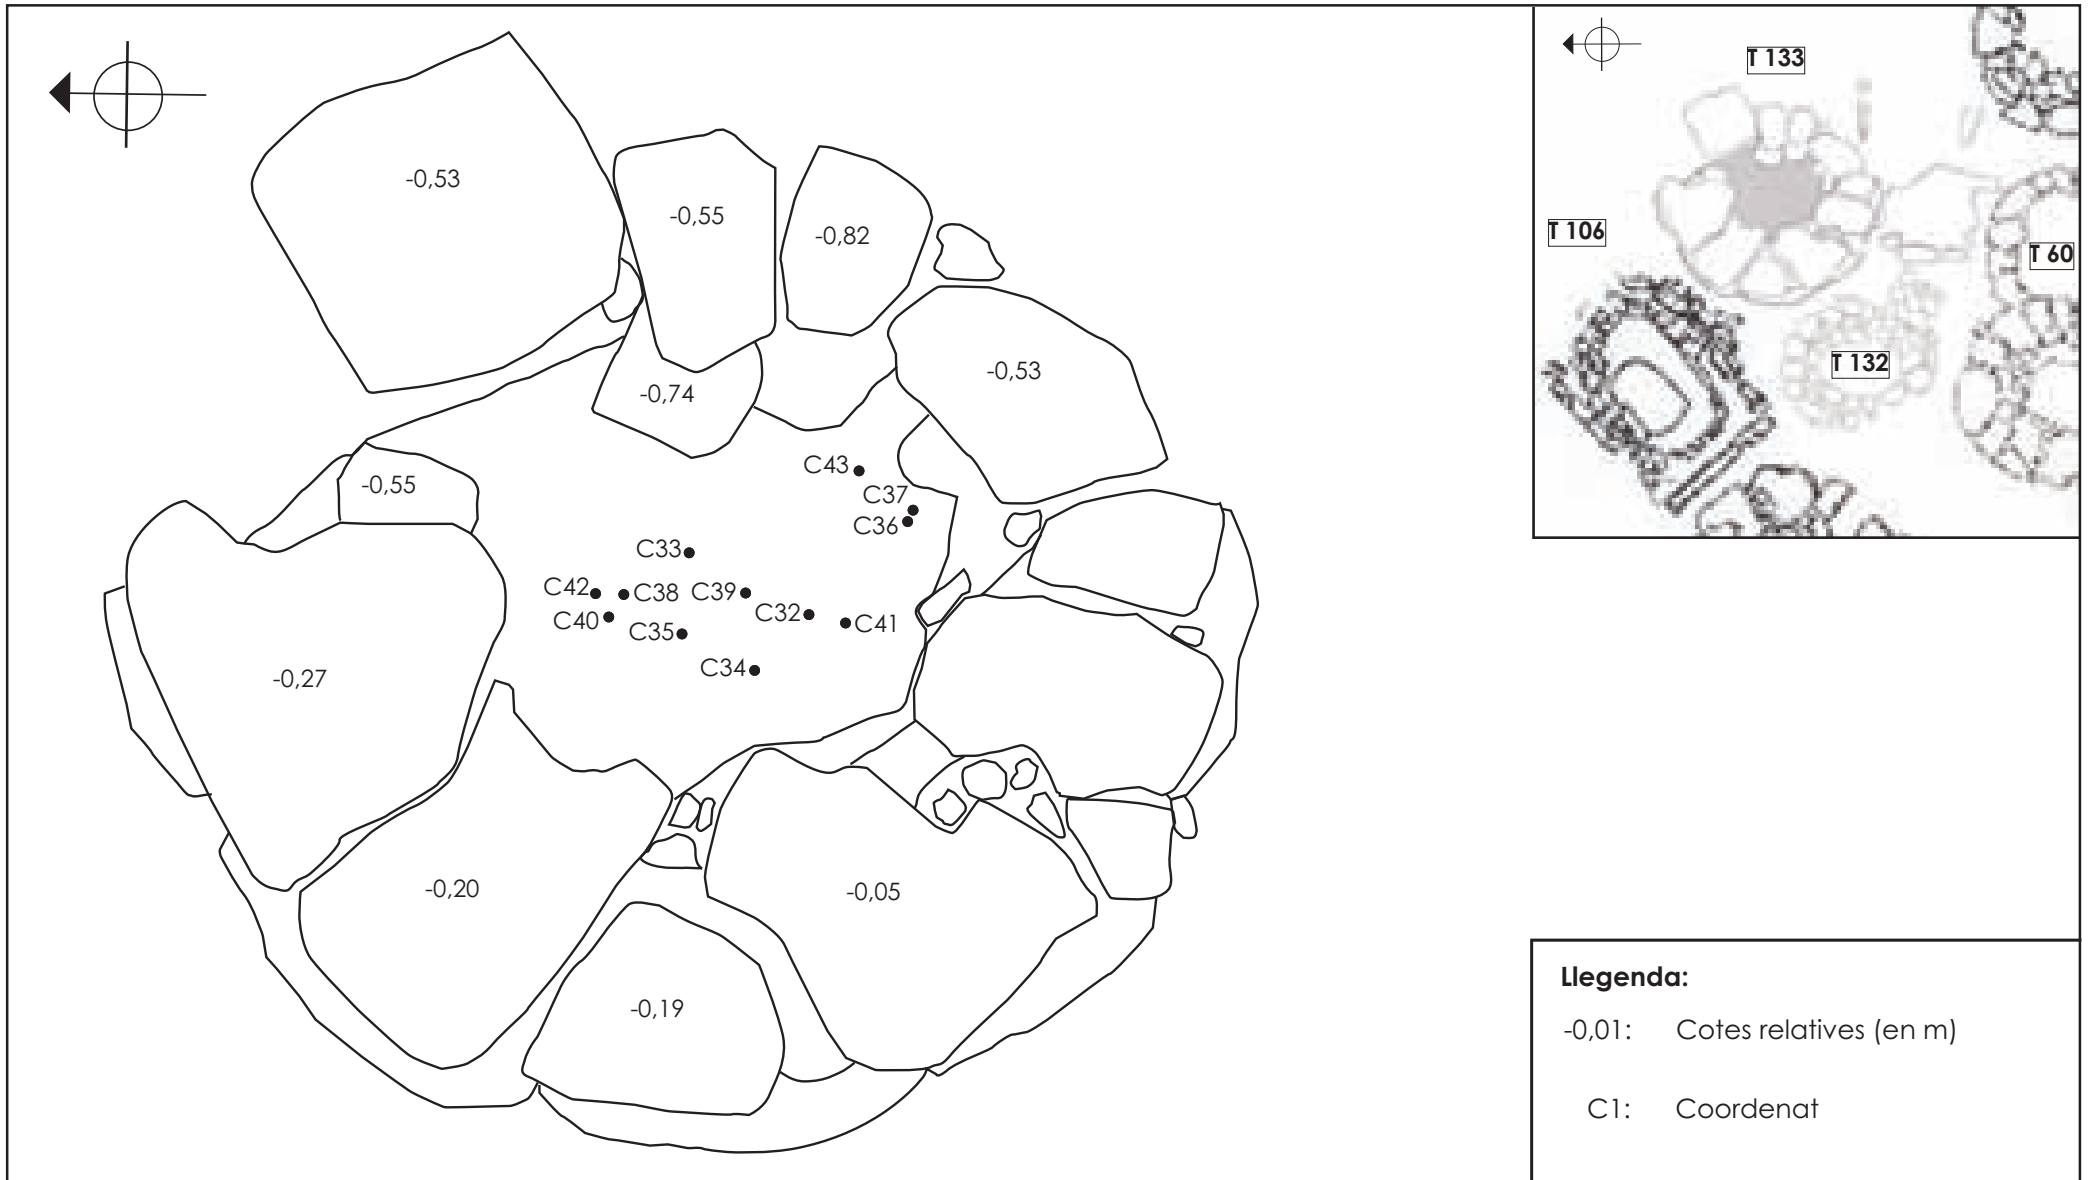 -0,53
-0,55
-0,82
-0,53
-0,74
-0,55
C43
C37
C36
C33
C42
C38
C39
C40
C35
C32
C41
C34
-0,27
-0,20
-0,05
-0,19
T 133
T 106
T 60
T 132
Llegenda:
-0,01: Cotes relatives (en m)
C1: Coordenat